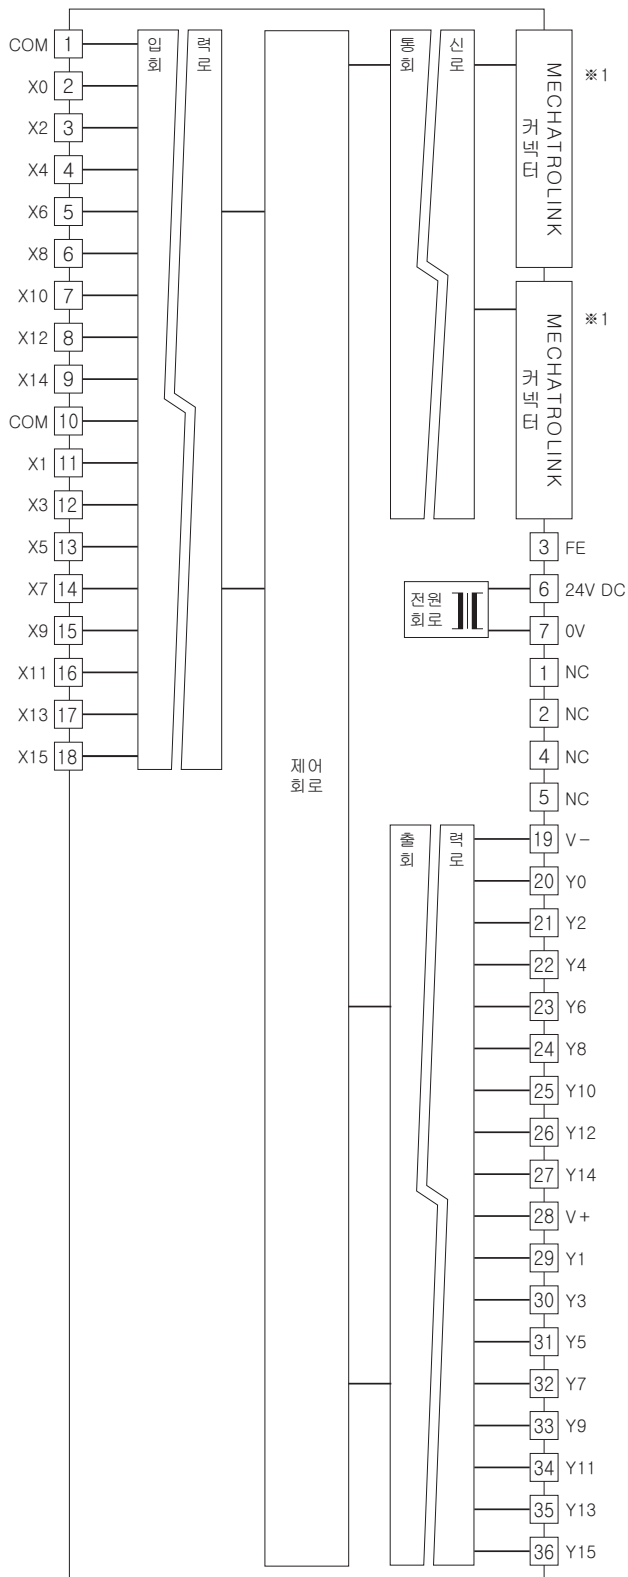 COM 1
X0 2
X2 3
X4 4
X6 5
X8 6
X10 7
X12 8
X14 9
COM 10
X1 11
X3 12
X5 13
X7 14
X9 15
X11 16
X13 17
X15 18
입력
회로
제어
회로
통신
회로
MECHATROLINK
커넥터
※1
MECHATROLINK
커넥터
※1
전원
회로
3 FE
6 24V DC
7 0V
1 NC
2 NC
4 NC
5 NC
출력
회로
19 V−
20 Y0
21 Y2
22 Y4
23 Y6
24 Y8
25 Y10
26 Y12
27 Y14
28 V+
29 Y1
30 Y3
31 Y5
32 Y7
33 Y9
34 Y11
35 Y13
36 Y15